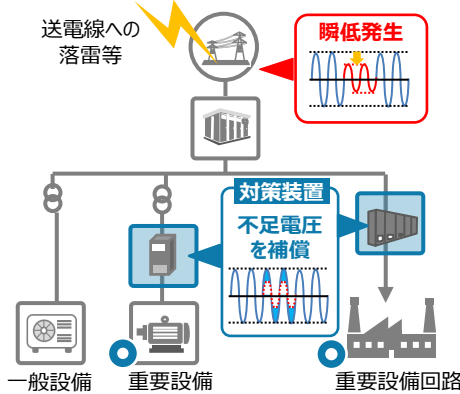 送電線への
落雷等
瞬低発生
対策装置
不足電圧
を補償
一般設備
重要設備
重要設備回路